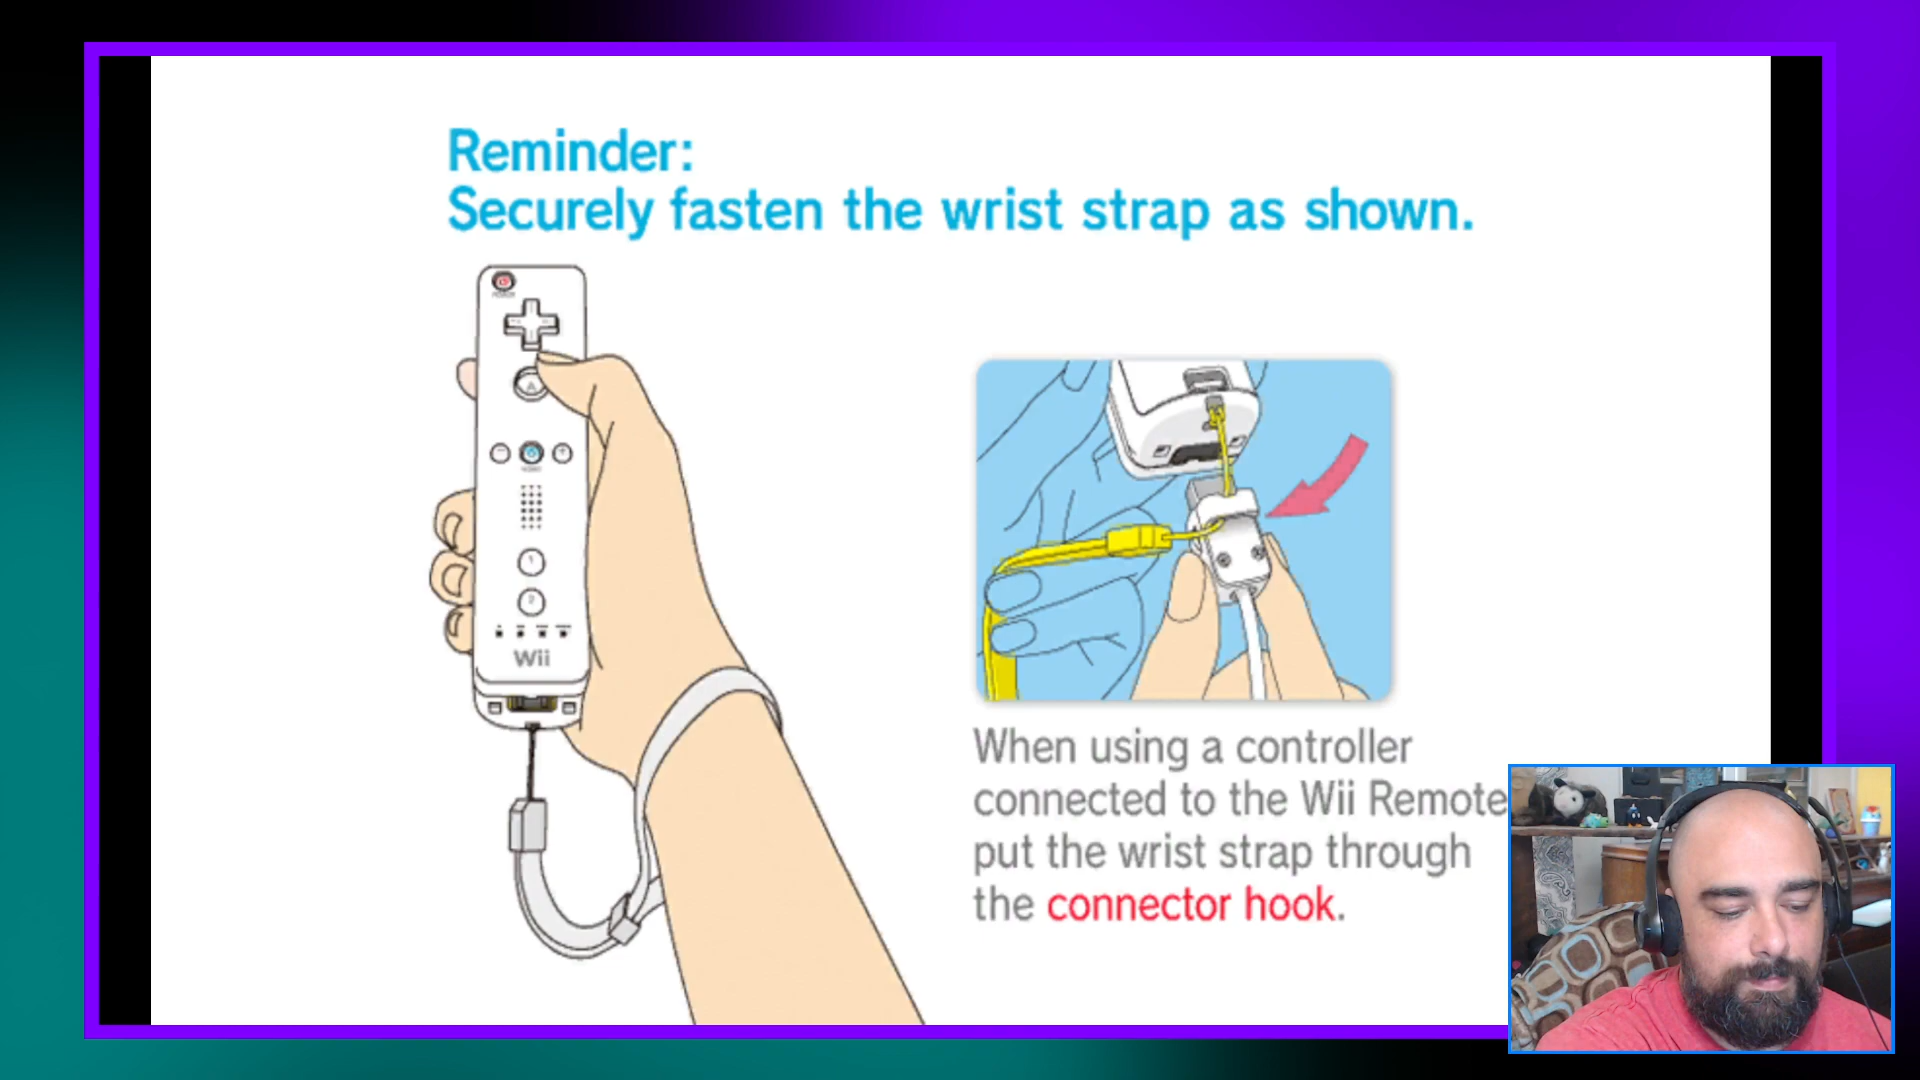 Reminder:
Securely fasten the wrist strap as shown.
Wii
When using a controller
connected to the Wii Remote
put the wrist strap through
the connector hook.